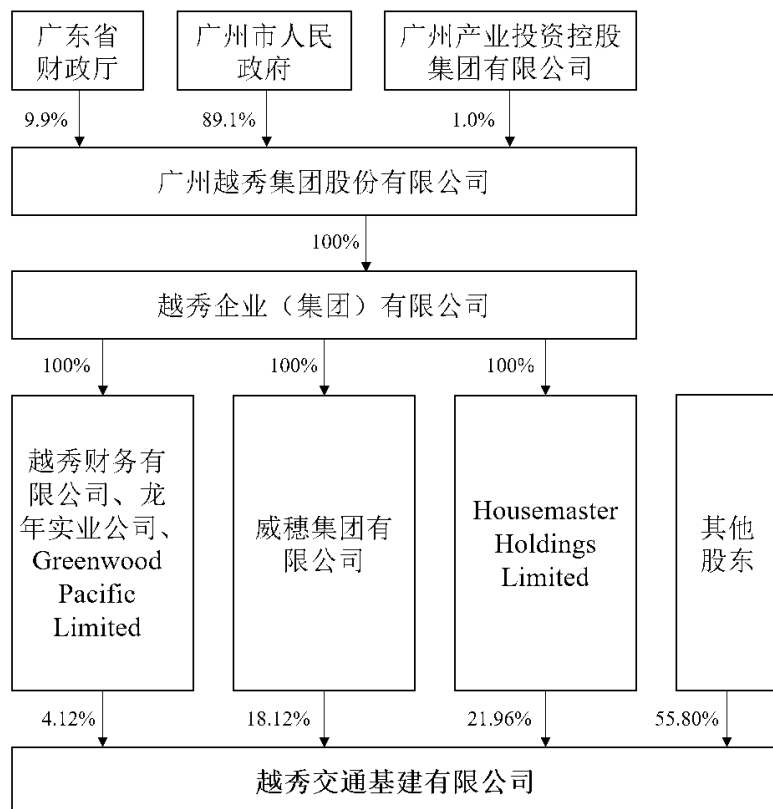 广东省
财政厅
广州市人民
政府
广州产业投资控股
集团有限公司
9.9%
89.1%
1.0%
广州越秀集团股份有限公司
100%
越秀企业（集团）有限公司
100%
100%
100%
越秀财务有
限公司、龙
年实业公司、
Greenwood
Pacific
Limited
威穗集团有
限公司
Housemaster
Holdings
Limited
其他
股东
4.12%
18.12%
21.96%
55.80%
越秀交通基建有限公司